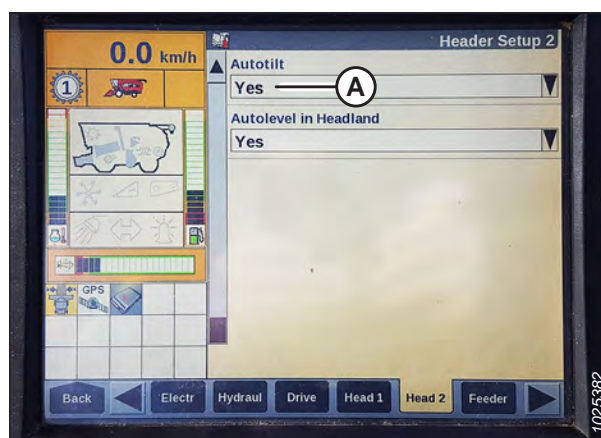 0.0 km/h
Header Setup 2
1
Autotilt
Yes
A
Autolevel in Headland
Yes
GPS
Back
Electr
Hydraul
Drive
Head 1
Head 2
Feeder
1025382